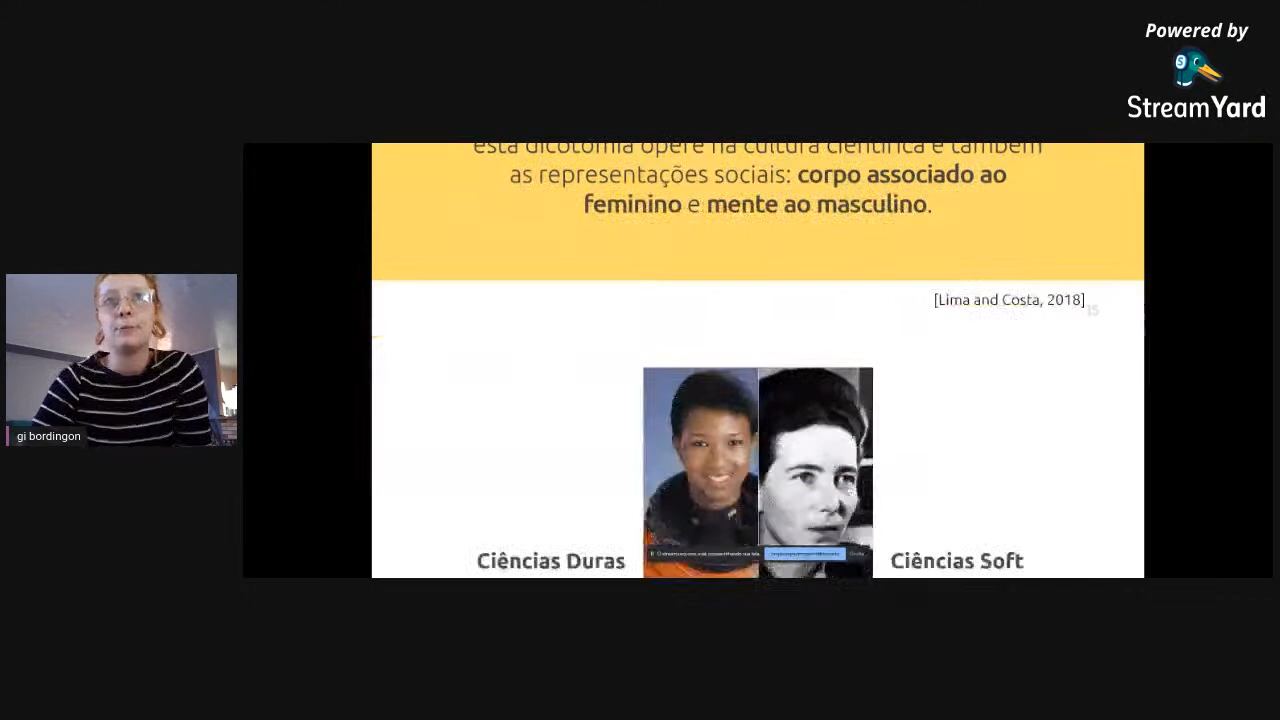 Powered by
StreamYard
esta dicotomia opere na cultura científica e também
as representações sociais: corpo associado ao
feminino e mente ao masculino.
[Lima and Costa, 2018]
15
gi bordingon
Ciências Duras
Ciências Soft